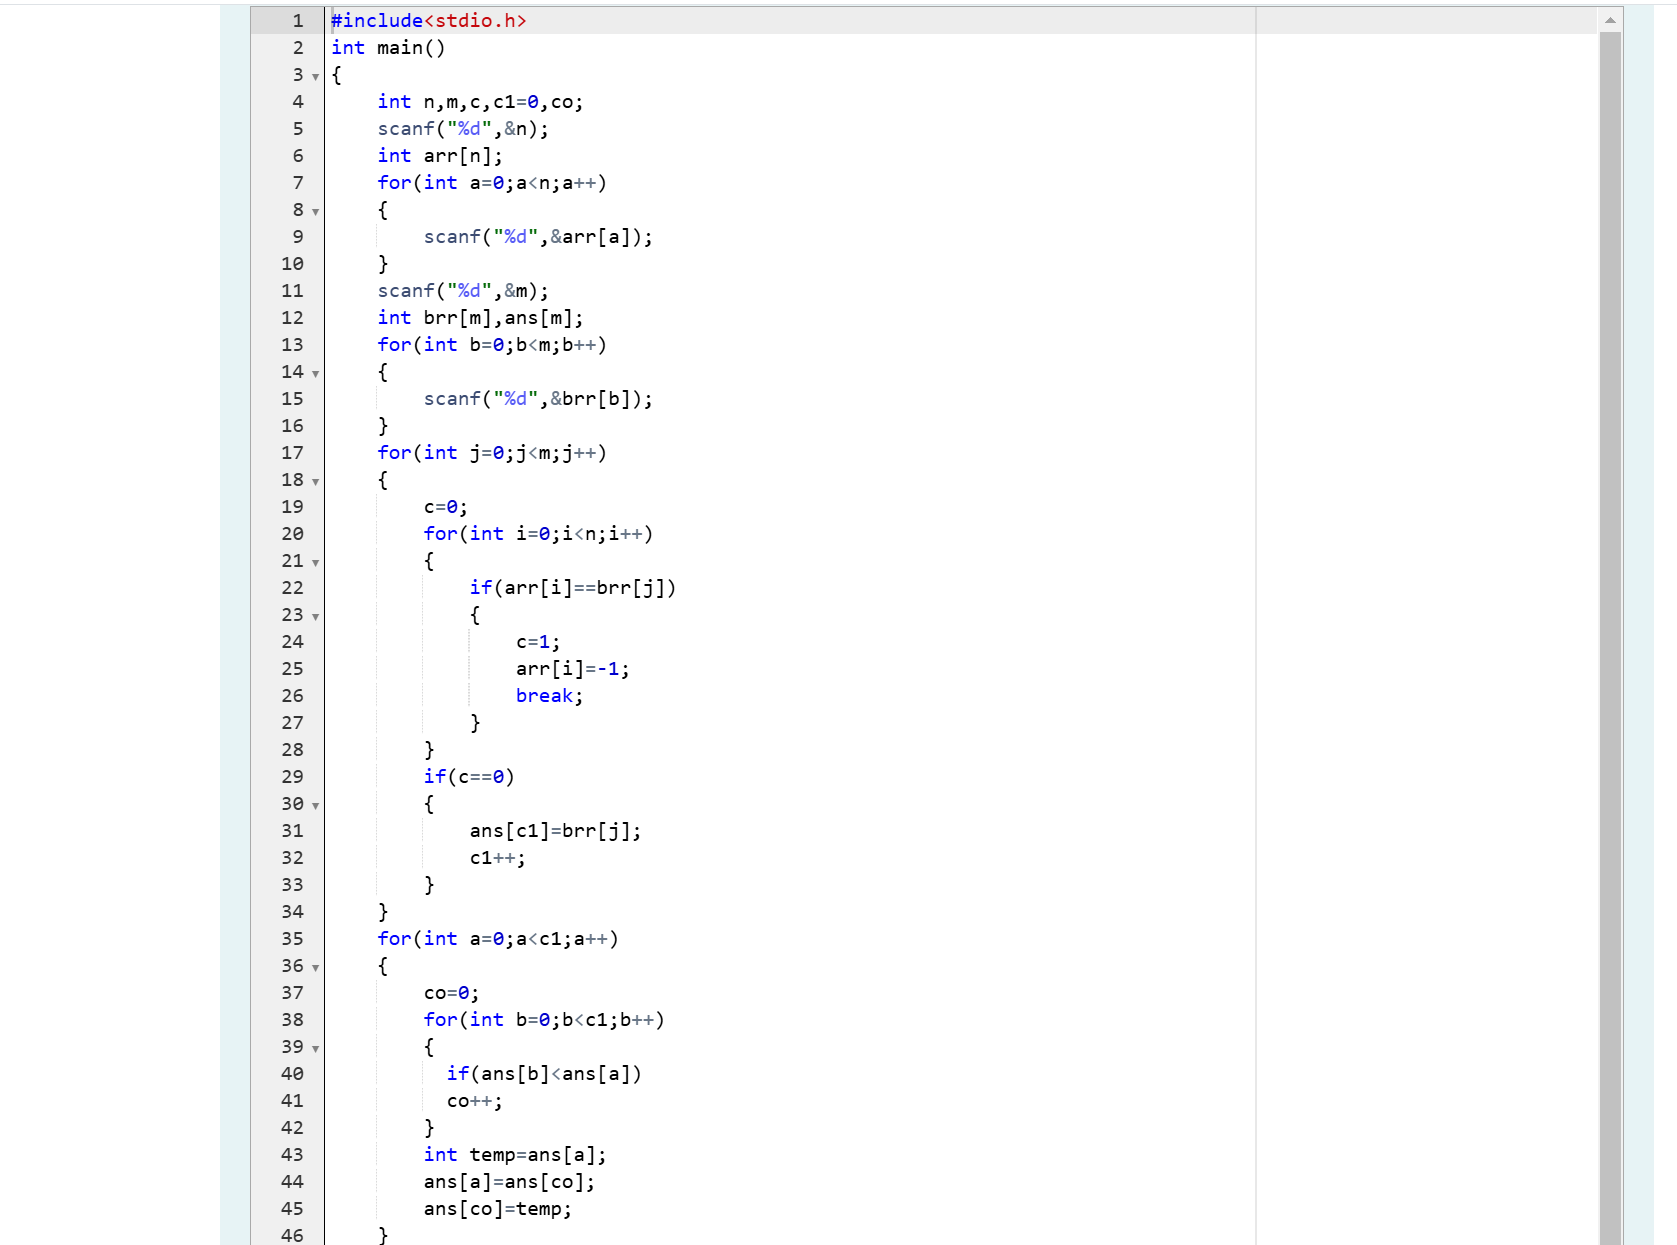 1 #include<stdio.h>
2 int main()
3 {
4     int n,m,c,c1=0,co;
5     scanf("%d",&n);
6     int arr[n];
7     for(int a=0;a<n;a++)
8     {
9         scanf("%d",&arr[a]);
10     }
11     scanf("%d",&m);
12     int brr[m],ans[m];
13     for(int b=0;b<m;b++)
14     {
15         scanf("%d",&brr[b]);
16     }
17     for(int j=0;j<m;j++)
18     {
19         c=0;
20         for(int i=0;i<n;i++)
21         {
22             if(arr[i]==brr[j])
23             {
24                 c=1;
25                 arr[i]=-1;
26                 break;
27             }
28         }
29         if(c==0)
30         {
31             ans[c1]=brr[j];
32             c1++;
33         }
34     }
35     for(int a=0;a<c1;a++)
36     {
37         co=0;
38         for(int b=0;b<c1;b++)
39         {
40           if(ans[b]<ans[a])
41           co++;
42         }
43         int temp=ans[a];
44         ans[a]=ans[co];
45         ans[co]=temp;
46     }